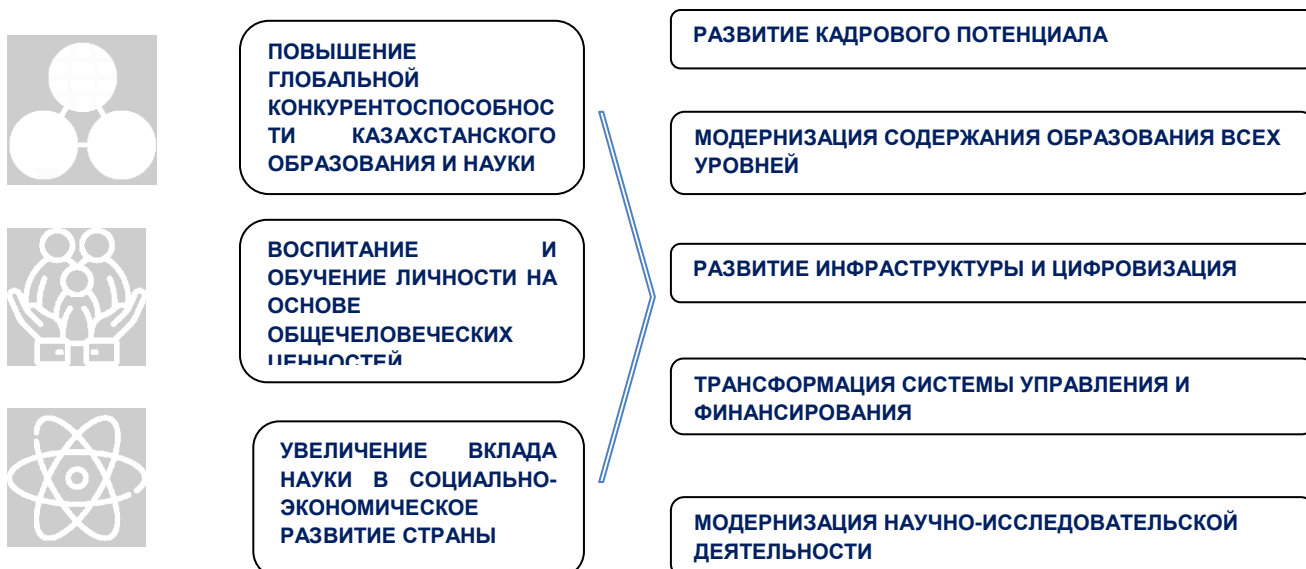 ПОВЫШЕНИЕ
ГЛОБАЛЬНОЙ
КОНКУРЕНТОСПОСОБНОС
ТИ КАЗАХСТАНСКОГО
ОБРАЗОВАНИЯ И НАУКИ
ВОСПИТАНИЕ И
ОБУЧЕНИЕ ЛИЧНОСТИ НА
ОСНОВЕ
ОБЩЕЧЕЛОВЕЧЕСКИХ
ЦЕННОСТЕЙ
УВЕЛИЧЕНИЕ ВКЛАДА
НАУКИ В СОЦИАЛЬНО-
ЭКОНОМИЧЕСКОЕ
РАЗВИТИЕ СТРАНЫ
РАЗВИТИЕ КАДРОВОГО ПОТЕНЦИАЛА
МОДЕРНИЗАЦИЯ СОДЕРЖАНИЯ ОБРАЗОВАНИЯ ВСЕХ
УРОВНЕЙ
РАЗВИТИЕ ИНФРАСТРУКТУРЫ И ЦИФРОВИЗАЦИЯ
ТРАНСФОРМАЦИЯ СИСТЕМЫ УПРАВЛЕНИЯ И
ФИНАНСИРОВАНИЯ
МОДЕРНИЗАЦИЯ НАУЧНО-ИССЛЕДОВАТЕЛЬСКОЙ
ДЕЯТЕЛЬНОСТИ